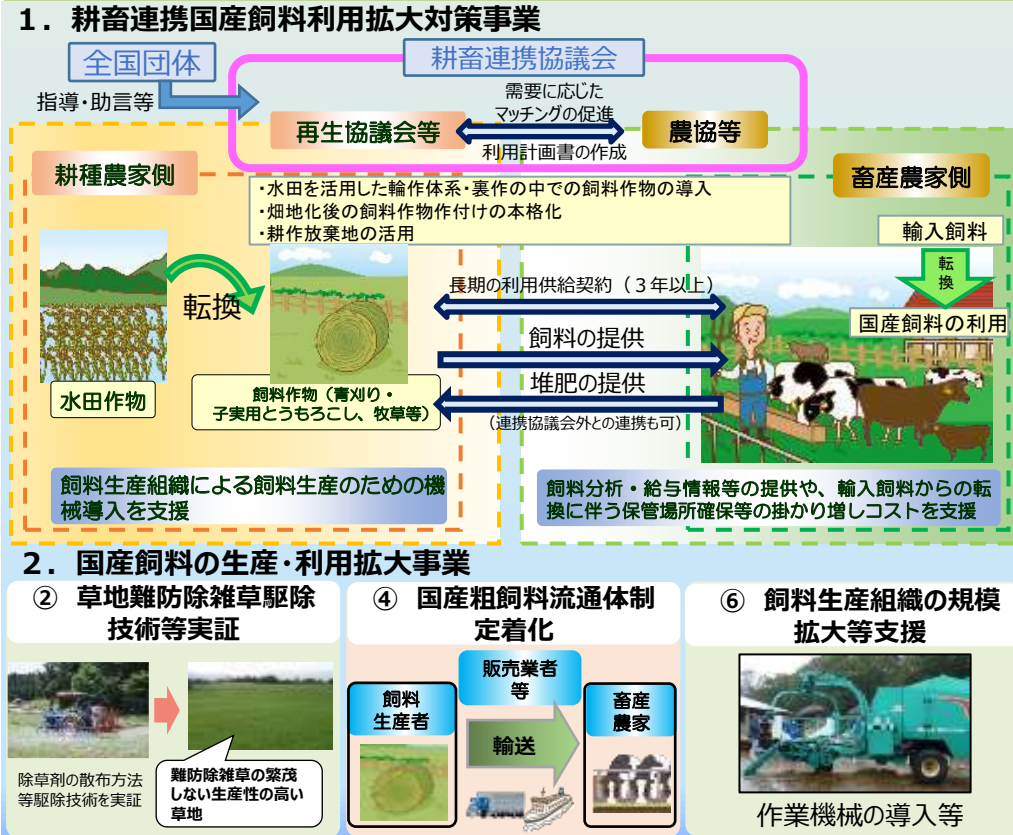 1．耕畜連携国産飼料利用拡大対策事業
全国団体
指導・助言等
耕畜連携協議会
再生協議会等
需要に応じた
マッチングの促進
利用計画書の作成
農協等
耕種農家側
・水田を活用した輪作体系・裏作の中での飼料作物の導入
・畑地化後の飼料作物作付けの本格化
・耕作放棄地の活用
畜産農家側
輸入飼料
転
換
国産飼料の利用
転換
水田作物
飼料作物（青刈り・
子実用とうもろこし、牧草等）
長期の利用供給契約（３年以上）
飼料の提供
堆肥の提供
（連携協議会外との連携も可）
飼料生産組織による飼料生産のための機
械導入を支援
飼料分析・給与情報等の提供や、輸入飼料からの転
換に伴う保管場所確保等の掛かり増しコストを支援
２．国産飼料の生産・利用拡大事業
② 草地難防除雑草駆除
技術等実証
除草剤の散布方法
等駆除技術を実証
難防除雑草の繁茂
しない生産性の高い
草地
④ 国産粗飼料流通体制
定着化
飼料
生産者
販売業者
等
輸送
畜産
農家
⑥ 飼料生産組織の規模
拡大等支援
作業機械の導入等